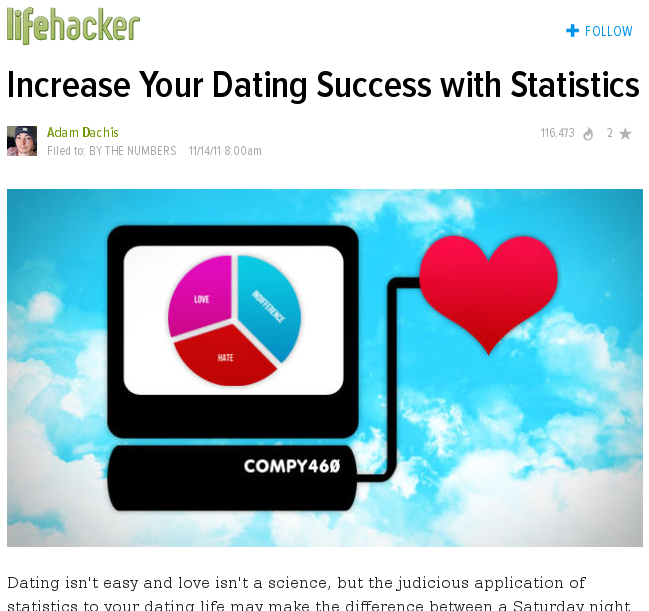 lifehacker
FOLLOW
Increase Your Dating Success with Statistics
Adam Dachis
116,473 2
Filed to: BY THE NUMBERS 11/14/11 8:00am
LOVE
INDIFFERENCE
HATE
COMPY460
Dating isn't easy and love isn't a science, but the judicious application of
statistics to your dating life may make the difference between a Saturday night